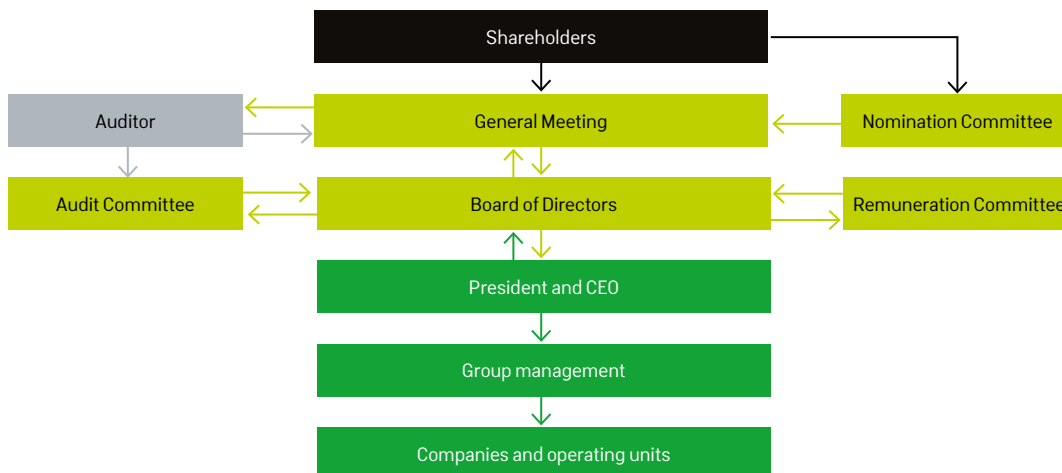 Shareholders
Auditor
General Meeting
Nomination Committee
Audit Committee
Board of Directors
Remuneration Committee
President and CEO
Group management
Companies and operating units